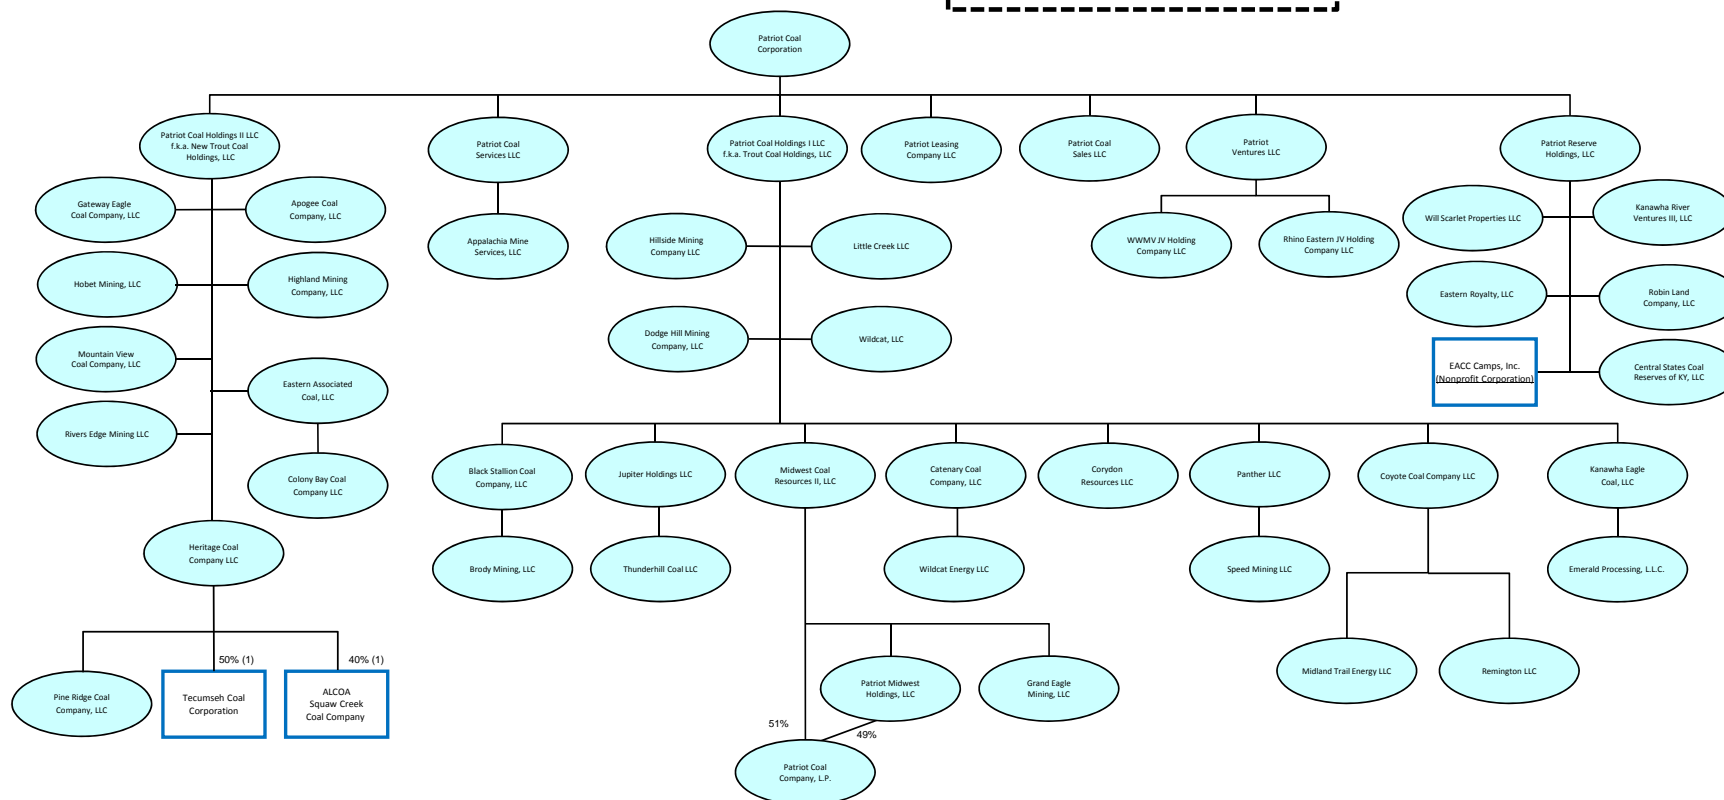 Patriot Coal
Corporation
Patriot Coal Holdings II LLC
f.k.a. New Trout Coal
Holdings, LLC
Patriot Coal
Services LLC
Patriot Coal Holdings I LLC
f.k.a. Trout Coal Holdings, LLC
Patriot Leasing
Company LLC
Patriot Coal
Sales LLC
Patriot
Ventures LLC
Patriot Reserve
Holdings, LLC
Gateway Eagle
Coal Company, LLC
Apogee Coal
Company, LLC
Appalachia Mine
Services, LLC
Hillside Mining
Company LLC
Little Creek LLC
WWMV JV Holding
Company LLC
Rhino Eastern JV Holding
Company LLC
Will Scarlet Properties LLC
Kanawha River
Ventures III, LLC
Hobet Mining, LLC
Highland Mining
Company, LLC
Eastern Royalty, LLC
Robin Land
Company, LLC
Dodge Hill Mining
Company, LLC
Wildcat, LLC
Mountain View
Coal Company, LLC
Eastern Associated
Coal, LLC
EACC Camps, Inc.
(Nonprofit Corporation)
Central States Coal
Reserves of KY, LLC
Rivers Edge Mining LLC
Colony Bay Coal
Company LLC
Black Stallion Coal
Company, LLC
Jupiter Holdings LLC
Midwest Coal
Resources II, LLC
Catenary Coal
Company, LLC
Corydon
Resources LLC
Panther LLC
Coyote Coal Company LLC
Kanawha Eagle
Coal, LLC
Heritage Coal
Company LLC
Brody Mining, LLC
Thunderhill Coal LLC
Wildcat Energy LLC
Speed Mining LLC
Emerald Processing, L.L.C.
50% (1)
40% (1)
Pine Ridge Coal
Company, LLC
Tecumseh Coal
Corporation
ALCOA
Squaw Creek
Coal Company
Patriot Midwest
Holdings, LLC
Grand Eagle
Mining, LLC
Midland Trail Energy LLC
Remington LLC
51%
49%
Patriot Coal
Company, L.P.